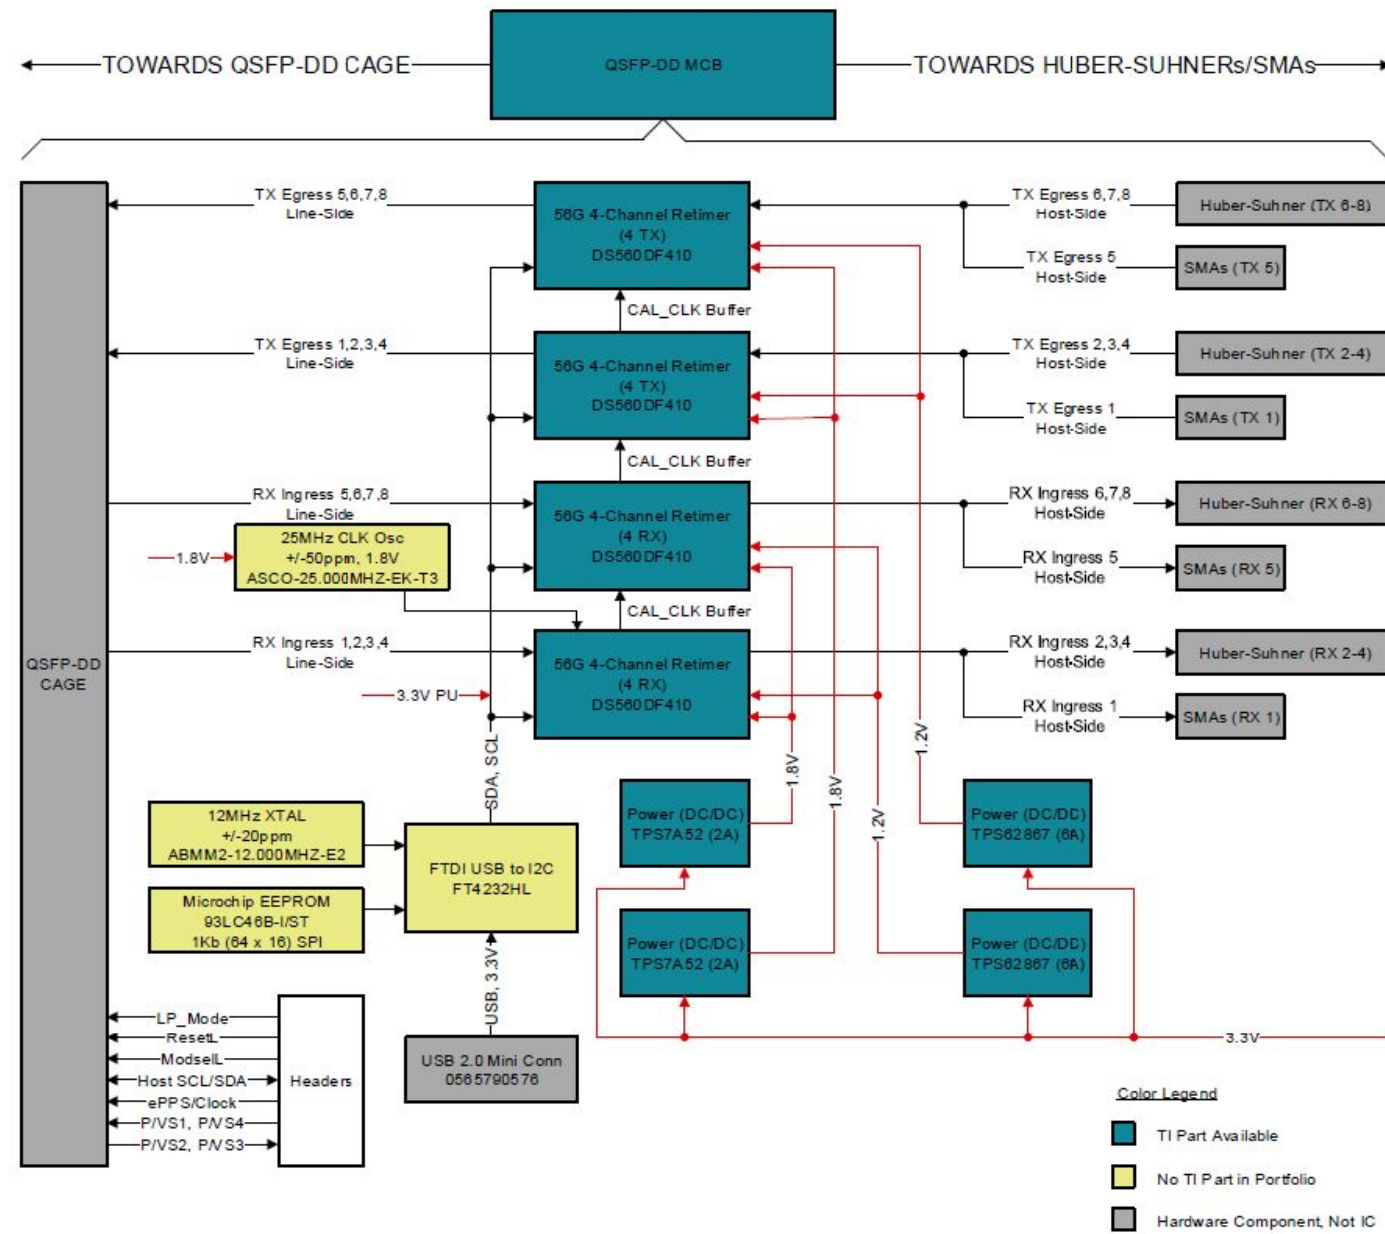 TOWARDS QSFP-DD CAGE
QSFP-DD MCB
TOWARDS HUBER-SUHNERs/SMAs
TX Egress 5,6,7,8
Line-Side
56G 4-Channel Retimer
(4 TX)
DS560DF410
TX Egress 6,7,8
Host-Side
Huber-Suhner (TX 6-8)
TX Egress 5
Host-Side
SMAs (TX 5)
CAL_CLK Buffer
TX Egress 1,2,3,4
Line-Side
56G 4-Channel Retimer
(4 TX)
DS560DF410
TX Egress 2,3,4
Host-Side
Huber-Suhner (TX 2-4)
TX Egress 1
Host-Side
SMAs (TX 1)
CAL_CLK Buffer
RX Ingress 5,6,7,8
Line-Side
56G 4-Channel Retimer
(4 RX)
DS560DF410
RX Ingress 6,7,8
Host-Side
Huber-Suhner (RX 6-8)
RX Ingress 5
Host-Side
SMAs (RX 5)
1.8V
25MHz CLK Osc
+/-50ppm, 1.8V
ASCO-25.000MHZ-EK-T3
CAL_CLK Buffer
RX Ingress 1,2,3,4
Line-Side
56G 4-Channel Retimer
(4 RX)
DS560DF410
RX Ingress 2,3,4
Host-Side
Huber-Suhner (RX 2-4)
RX Ingress 1
Host-Side
SMAs (RX 1)
QSFP-DD
CAGE
3.3V PU
SDA, SCL
1.8V
1.8V
1.2V
1.2V
12MHz XTAL
+/-20ppm
ABMM2-12.000MHZ-E2
Microchip EEPROM
93LC46B-I/ST
1Kb (64 x 16) SPI
FTDI USB to I2C
FT4232HL
USB, 3.3V
USB 2.0 Mini Conn
0565790576
Power (DC/DC)
TPS7A52 (2A)
Power (DC/DC)
TPS7A52 (2A)
Power (DC/DD)
TPS62867 (6A)
Power (DC/DD)
TPS62867 (6A)
3.3V
LP_Mode
ResetL
ModselL
Host SCL/SDA
ePPS/Clock
P/VS1, P/VS4
P/VS2, P/VS3
Headers
Color Legend
TI Part Available
No TI Part in Portfolio
Hardware Component, Not IC